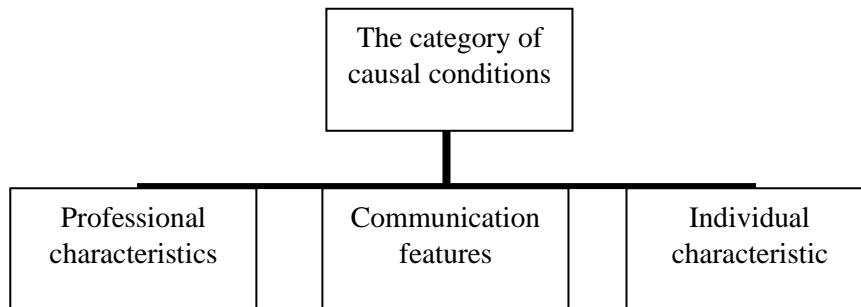 The category of
causal conditions
Professional
characteristics
Communication
features
Individual
characteristic